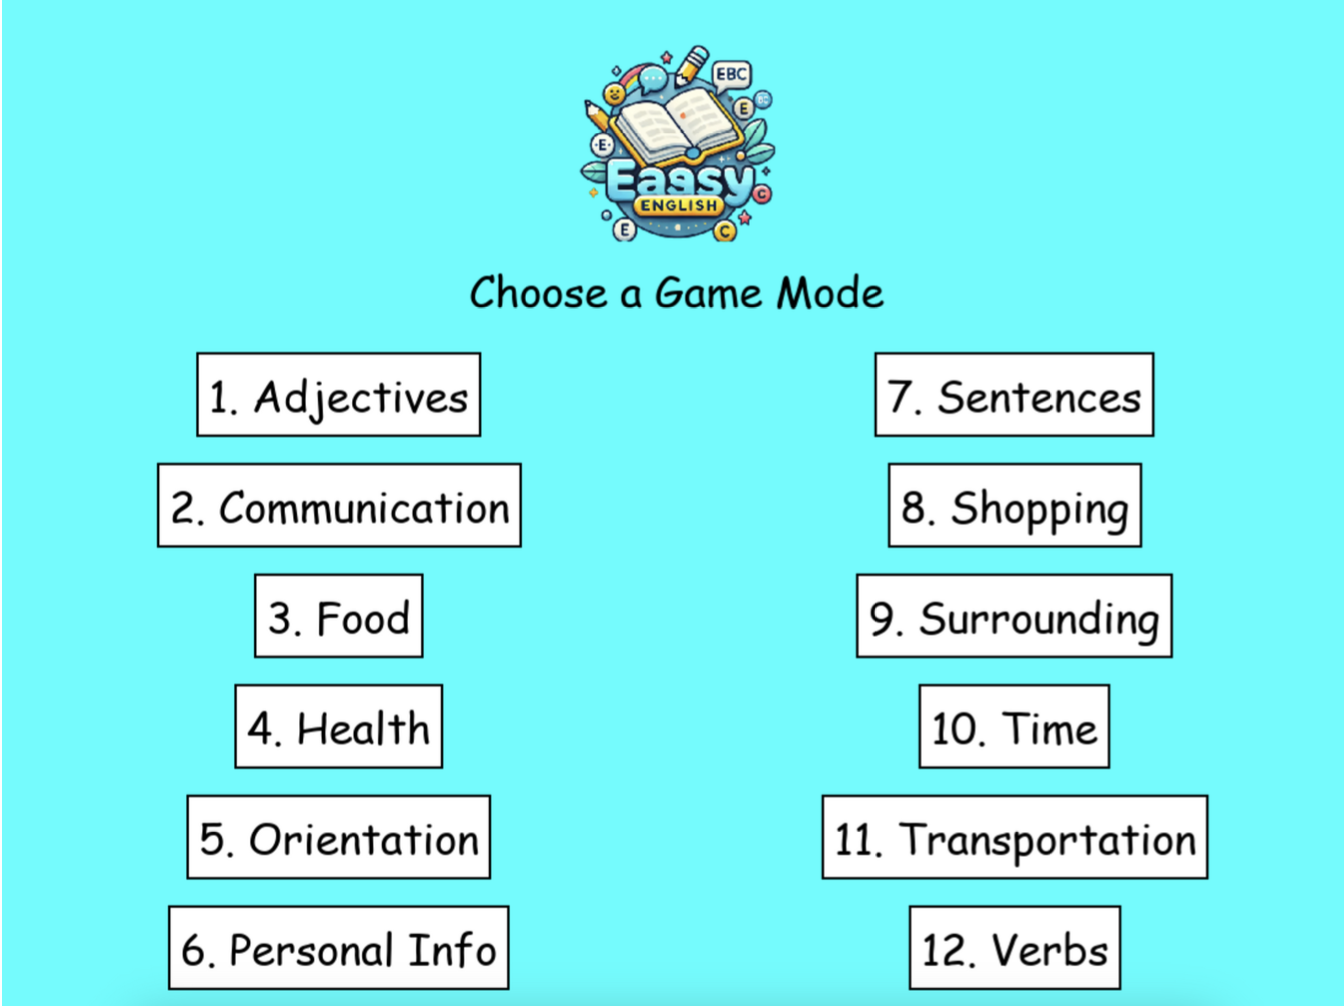 EBC
E
E
Eaasy
ENGLISH
C
E
C
Choose a Game Mode
1. Adjectives
2. Communication
3. Food
4. Health
5. Orientation
6. Personal Info
7. Sentences
8. Shopping
9. Surrounding
10. Time
11. Transportation
12. Verbs